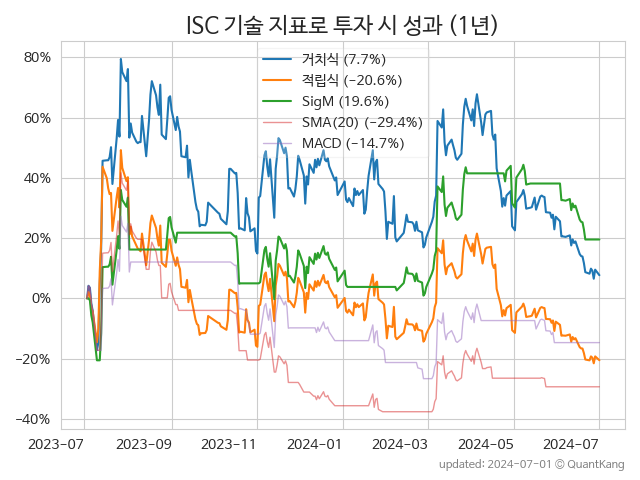 ISC 기술 지표로 투자 시 성과 (1년)
거치식 (7.7%)
적립식 (−20.6%)
SigM (19.6%)
SMA(20) (−29.4%)
MACD (−14.7%)
80%
60%
40%
20%
0%
−20%
−40%
2023-07 2023-09 2023-11 2024-01 2024-03 2024-05 2024-07
updated: 2024-07-01 © QuantKang